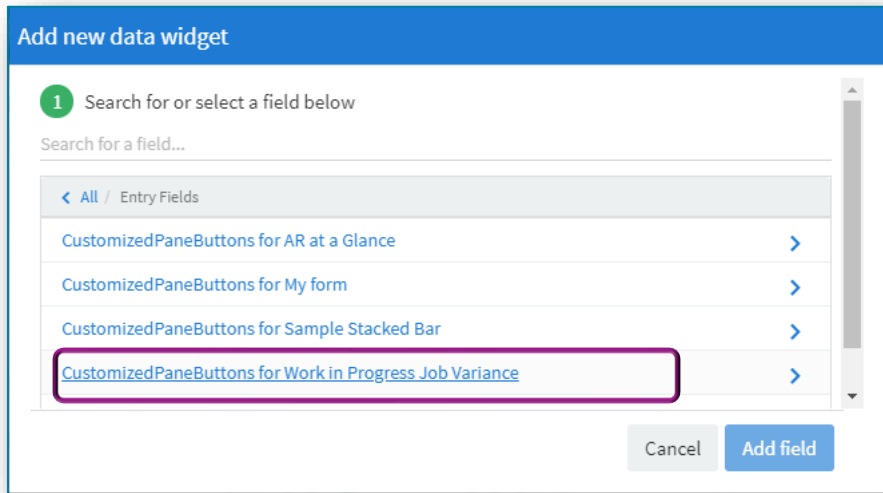 Add new data widget
1 Search for or select a field below
Search for a field...
All / Entry Fields
CustomizedPaneButtons for AR at a Glance
CustomizedPaneButtons for My form
CustomizedPaneButtons for Sample Stacked Bar
CustomizedPaneButtons for Work in Progress Job Variance
Cancel Add field